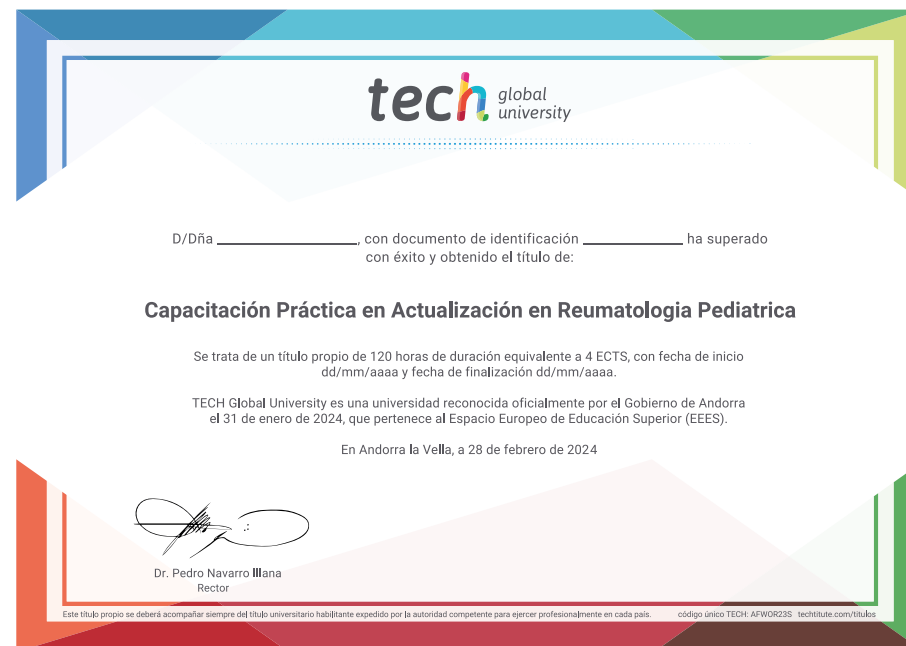 tech global university
D/Dña ____________________, con documento de identificación ______________ ha superado
con éxito y obtenido el título de:
Capacitación Práctica en Actualización en Reumatologia Pediatrica
Se trata de un título propio de 120 horas de duración equivalente a 4 ECTS, con fecha de inicio
dd/mm/aaaa y fecha de finalización dd/mm/aaaa.
TECH Global University es una universidad reconocida oficialmente por el Gobierno de Andorra
el 31 de enero de 2024, que pertenece al Espacio Europeo de Educación Superior (EEES).
En Andorra la Vella, a 28 de febrero de 2024
Dr. Pedro Navarro Illana
Rector
Este título propio se deberá acompañar siempre del título universitario habilitante expedido por la autoridad competente para ejercer profesionalmente en cada país. código único TECH: AFWOR23S techtitute.com/titulos